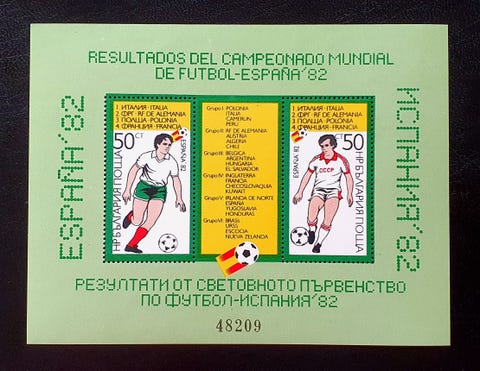 RESULTADOS DEL CAMPEONADO MUNDIAL
DE FUTBOL-ESPAÑA'82
ESPAÑA 82
1. ИТАЛИЯ · ITALIA
2. ФРГ · RF DE ALEMANIA
3. ПОЛША · POLONIA
4. ФРАНЦИЯ · FRANCIA
50 СТ
ESPAÑA 82
НР БЪЛГАРИЯ ПОЩА
Grupo I: POLONIA
ITALIA
CAMERUN
PERU
Grupo II: RF DE ALEMANIA
AUSTRIA
ALGERIA
CHILE
Grupo III: BELGICA
ARGENTINA
HUNGARIA
EL SALVADOR
Grupo IV: INGLATERRA
FRANCIA
CHECOSLOVAQUIA
KUWAIT
Grupo V: IRLANDA DE NORTE
ESPAÑA
YUGOSLAVIA
HONDURAS
Grupo VI: BRASIL
URSS
ESCOCIA
NUEVA ZELANDA
1. ИТАЛИЯ · ITALIA
2. ФРГ · RF DE ALEMANIA
3. ПОЛША · POLONIA
4. ФРАНЦИЯ · FRANCIA
50
ESPAÑA 82
СССР
НР БЪЛГАРИЯ ПОЩА
ИСПАНИЯ'82
РЕЗУЛТАТИ ОТ СВЕТОВНОТО ПЪРВЕНСТВО
ПО ФУТБОЛ-ИСПАНИЯ'82
48209